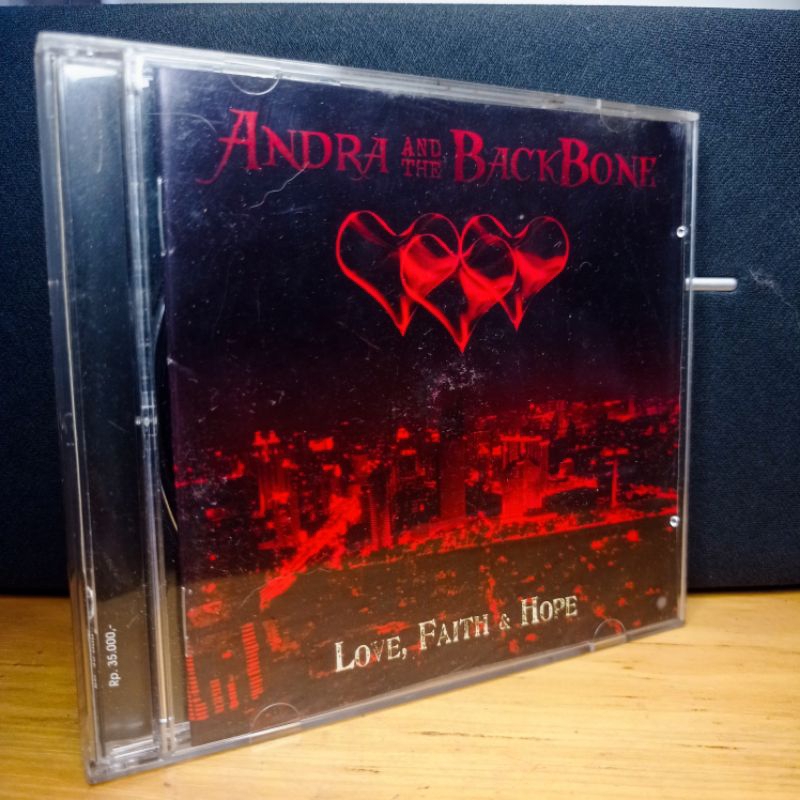 ANDRA AND THE BACKBONE
LOVE, FAITH & HOPE
Rp. 35.000,-